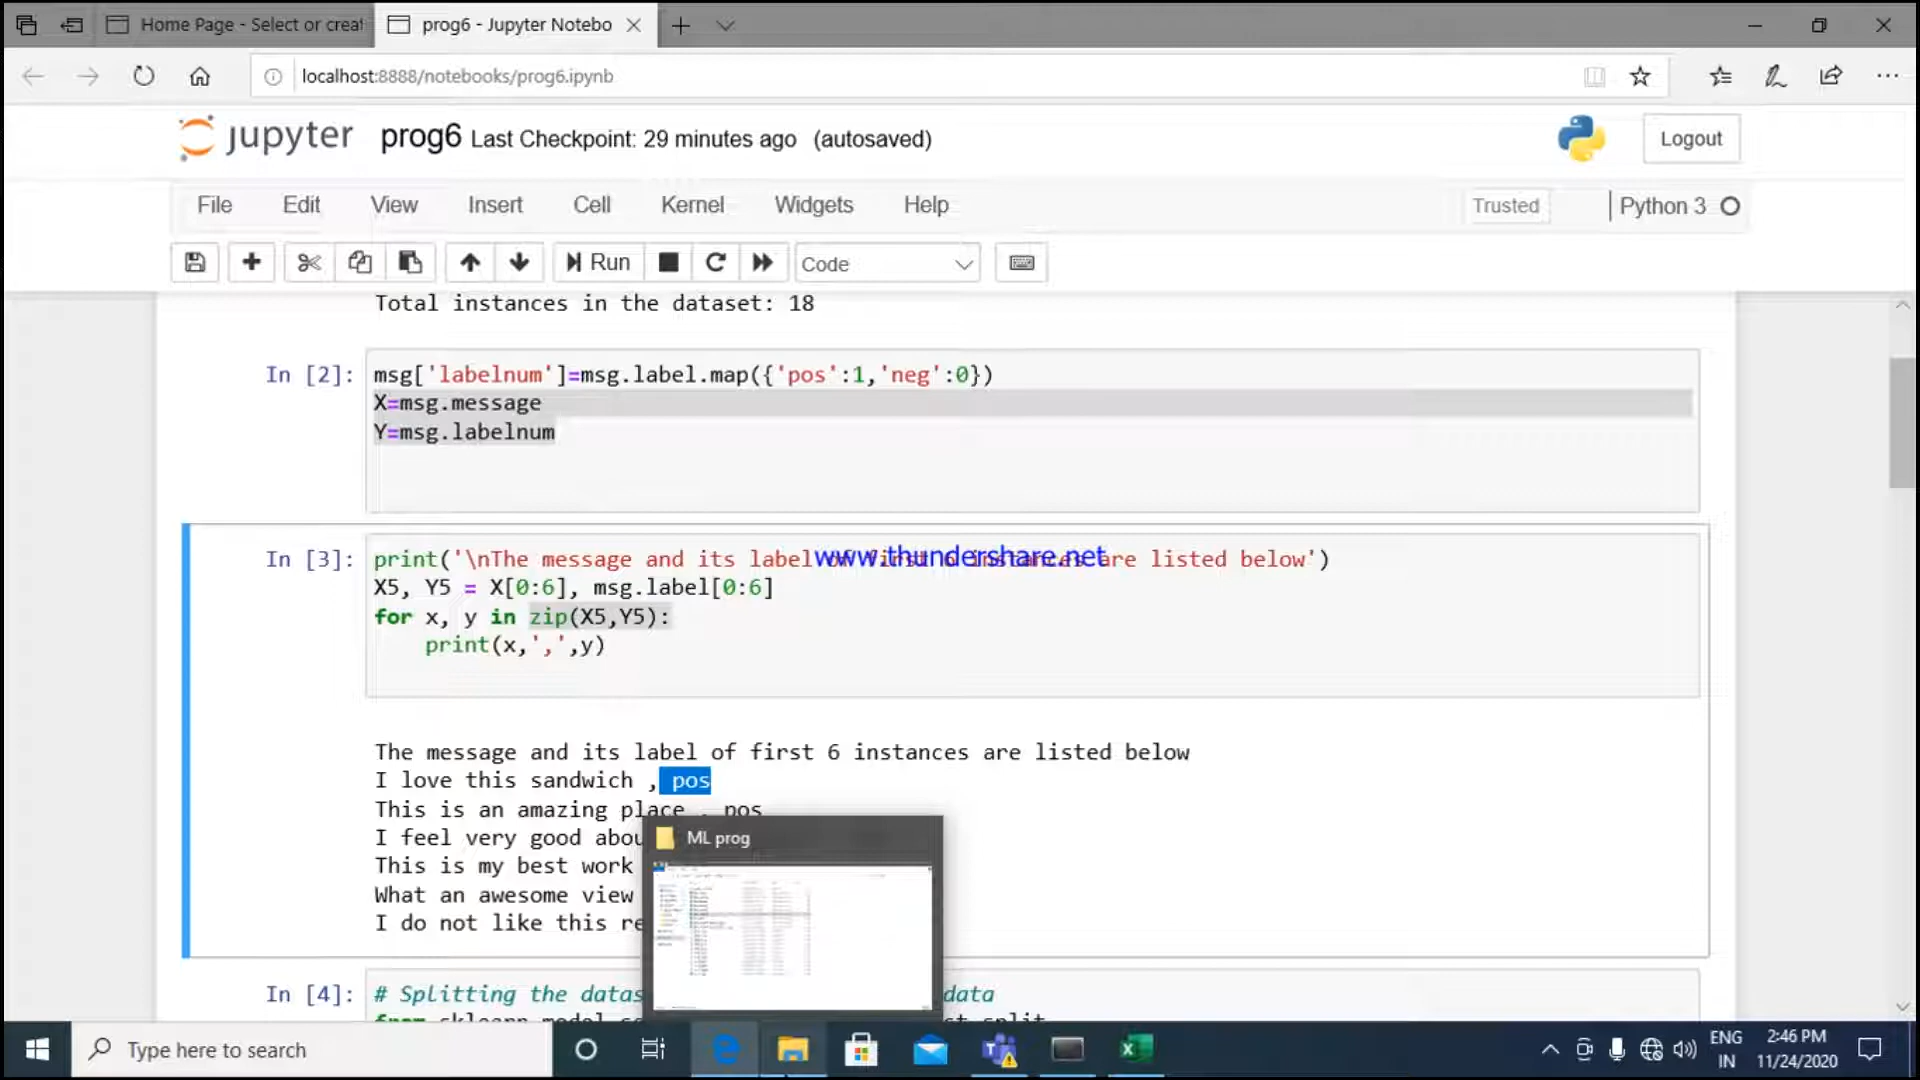 Home Page - Select or creat
prog6 - Jupyter Notebo
localhost:8888/notebooks/prog6.ipynb
jupyter prog6 Last Checkpoint: 29 minutes ago (autosaved)
Logout
File Edit View Insert Cell Kernel Widgets Help
Trusted
Python 3
Run
Code
Total instances in the dataset: 18
In [2]: msg['labelnum']=msg.label.map({'pos':1,'neg':0})
X=msg.message
Y=msg.labelnum
In [3]: print('\nThe message and its label of first 6 instances are listed below')
www.thundershare.net
X5, Y5 = X[0:6], msg.label[0:6]
for x, y in zip(X5,Y5):
print(x,',',y)
The message and its label of first 6 instances are listed below
I love this sandwich , pos
This is an amazing place , pos
I feel very good abou
This is my best work
What an awesome view
I do not like this re
ML prog
In [4]: # Splitting the datas data
Type here to search
ENG
IN
2:46 PM
11/24/2020